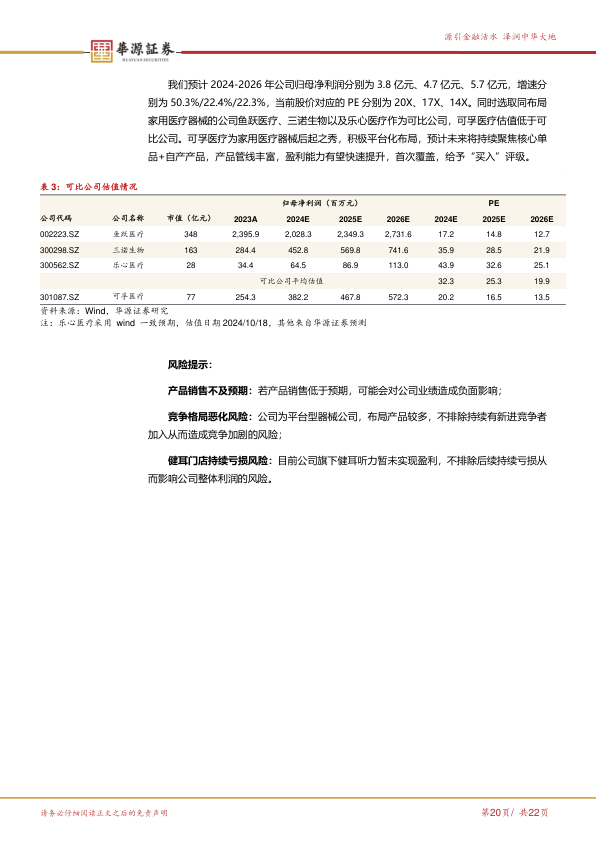 源引金融活水 泽润中华大地
華源証券
HUAYUAN SECURITIES
我们预计 2024-2026 年公司归母净利润分别为 3.8 亿元、4.7 亿元、5.7 亿元，增速分
别为 50.3%/22.4%/22.3%，当前股价对应的 PE 分别为 20X、17X、14X。同时选取同布局
家用医疗器械的公司鱼跃医疗、三诺生物以及乐心医疗作为可比公司，可孚医疗估值低于可
比公司。可孚医疗为家用医疗器械后起之秀，积极平台化布局，预计未来将持续聚焦核心单
品+自产产品，产品管线丰富，盈利能力有望快速提升，首次覆盖，给予“买入”评级。
表 3：可比公司估值情况
归母净利润（百万元） PE
公司代码 公司名称 市值（亿元） 2023A 2024E 2025E 2026E 2024E 2025E 2026E
002223.SZ 鱼跃医疗 348 2,395.9 2,028.3 2,349.3 2,731.6 17.2 14.8 12.7
300298.SZ 三诺生物 163 284.4 452.8 569.8 741.6 35.9 28.5 21.9
300562.SZ 乐心医疗 28 34.4 64.5 86.9 113.0 43.9 32.6 25.1
可比公司平均估值 32.3 25.3 19.9
301087.SZ 可孚医疗 77 254.3 382.2 467.8 572.3 20.2 16.5 13.5
资料来源：Wind，华源证券研究
注：乐心医疗采用 wind 一致预期，估值日期 2024/10/18，其他来自华源证券预测
风险提示：
产品销售不及预期：若产品销售低于预期，可能会对公司业绩造成负面影响；
竞争格局恶化风险：公司为平台型器械公司，布局产品较多，不排除持续有新进竞争者
加入从而造成竞争加剧的风险；
健耳门店持续亏损风险：目前公司旗下健耳听力暂未实现盈利，不排除后续持续亏损从
而影响公司整体利润的风险。
请务必仔细阅读正文之后的免责声明
第20页/ 共22页